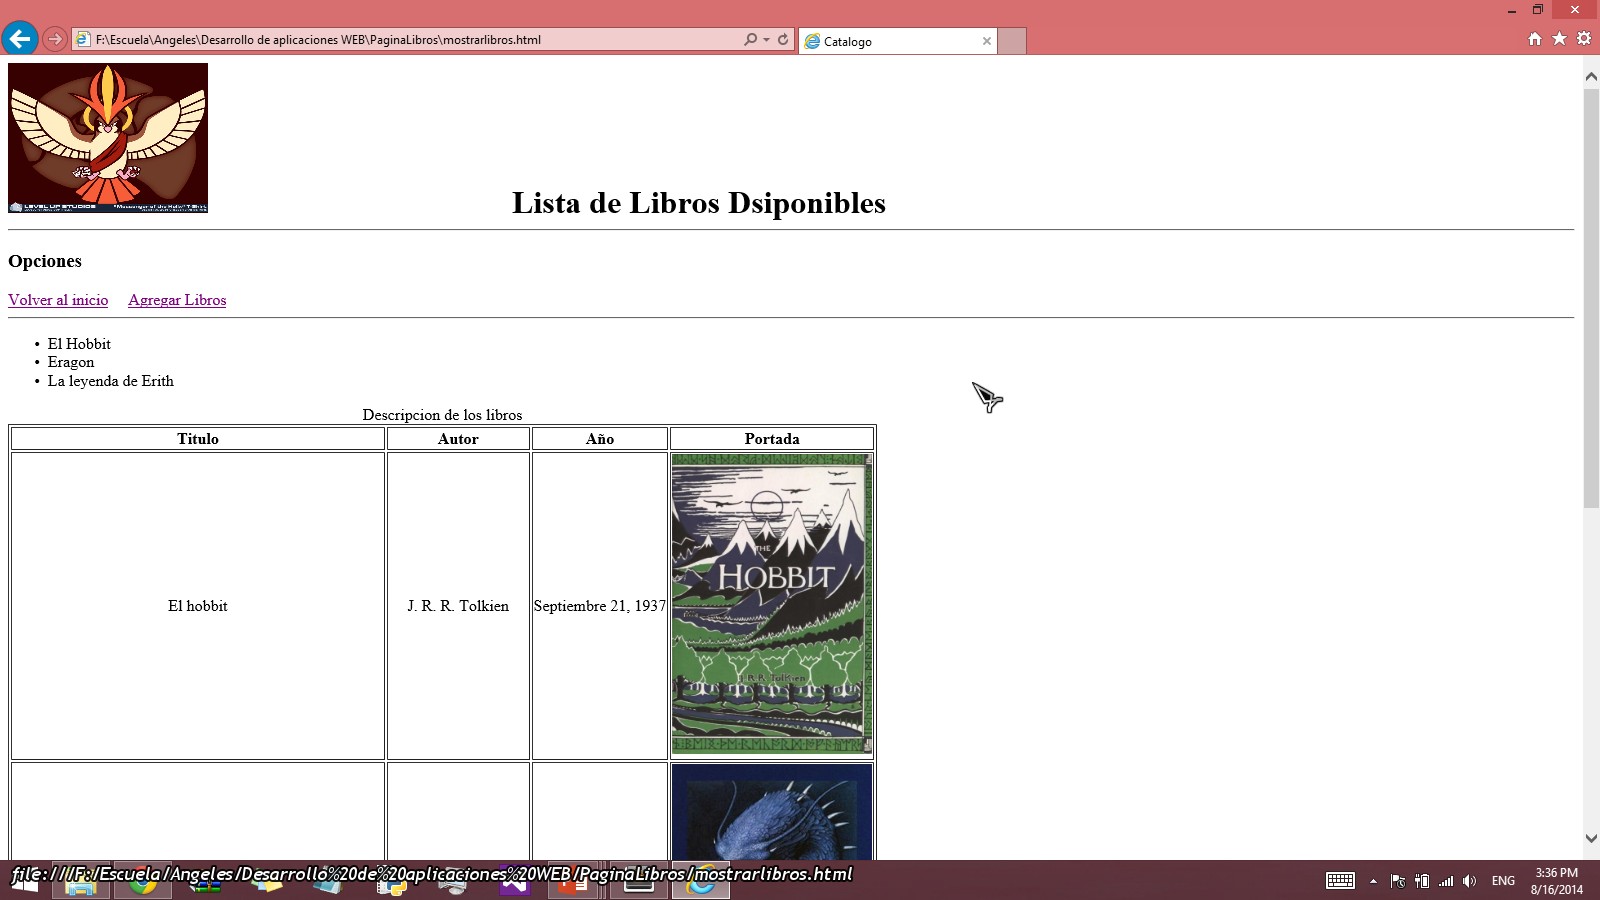 F:\Escuela\Angeles\Desarrollo de aplicaciones WEB\PaginaLibros\mostrarlibros.html
Catalogo
LEVEL UP STUDIOS
Lista de Libros Dsiponibles
Opciones
Volver al inicio Agregar Libros
• El Hobbit
• Eragon
• La leyenda de Erith
Descripcion de los libros
Titulo Autor Año Portada
THE
HOBBIT
J.R.R. Tolkien
El hobbit J. R. R. Tolkien Septiembre 21, 1937
file:///F:/Escuela/Angeles/Desarrollo%20de%20aplicaciones%20WEB/PaginaLibros/mostrarlibros.html
ENG
3:36 PM
8/16/2014